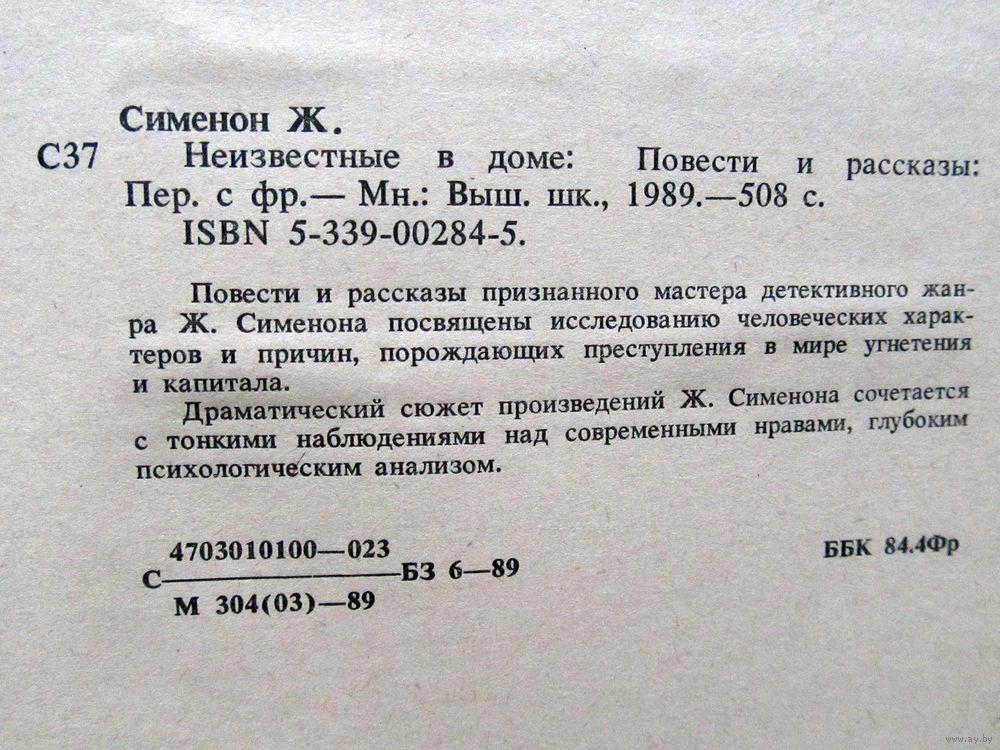 Сименон Ж.
С37 Неизвестные в доме: Повести и рассказы:
Пер. с фр.— Мн.: Выш. шк., 1989.—508 с.
ISBN 5-339-00284-5.
Повести и рассказы признанного мастера детективного жан-
ра Ж. Сименона посвящены исследованию человеческих харак-
теров и причин, порождающих преступления в мире угнетения
и капитала.
Драматический сюжет произведений Ж. Сименона сочетается
с тонкими наблюдениями над современными нравами, глубоким
психологическим анализом.
4703010100—023
С————БЗ 6—89
М 304(03)—89
ББК 84.4Фр
www.ay.by